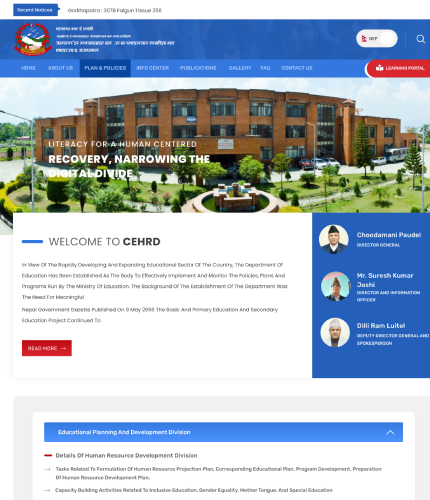 Recent Notices
Gorkhapatra : 2078 Falgun 1 Issue 256
NEP
HOME ABOUT US PLAN & POLICIES INFO CENTER PUBLICATIONS GALLERY FAQ CONTACT US LEARNING PORTAL
LITERACY FOR A HUMAN CENTERED
RECOVERY, NARROWING THE
DIGITAL DIVIDE
WELCOME TO CEHRD
In View Of The Rapidly Developing And Expanding Educational Sector Of The Country, The Department Of
Education Has Been Established As The Body To Effectively Implement And Monitor The Policies, Plans And
Programs Run By The Ministry Of Education. The Background Of The Establishment Of The Department Was
The Need For Meaningful
Nepal Government Gazette Published On 9 May 2056 The Basic And Primary Education And Secondary
Education Project Continued To
READ MORE →
Choodamani Paudel
DIRECTOR GENERAL
Mr. Suresh Kumar
Joshi
DIRECTOR AND INFORMATION
OFFICER
Dilli Ram Luitel
DEPUTY DIRECTOR GENERAL AND
SPOKESPERSON
Educational Planning And Development Division
Details Of Human Resource Development Division
→ Tasks Related To Formulation Of Human Resource Projection Plan, Corresponding Educational Plan, Program Development, Preparation
Of Human Resource Development Plan.
→ Capacity Building Activities Related To Inclusive Education, Gender Equality, Mother Tongue, And Special Education